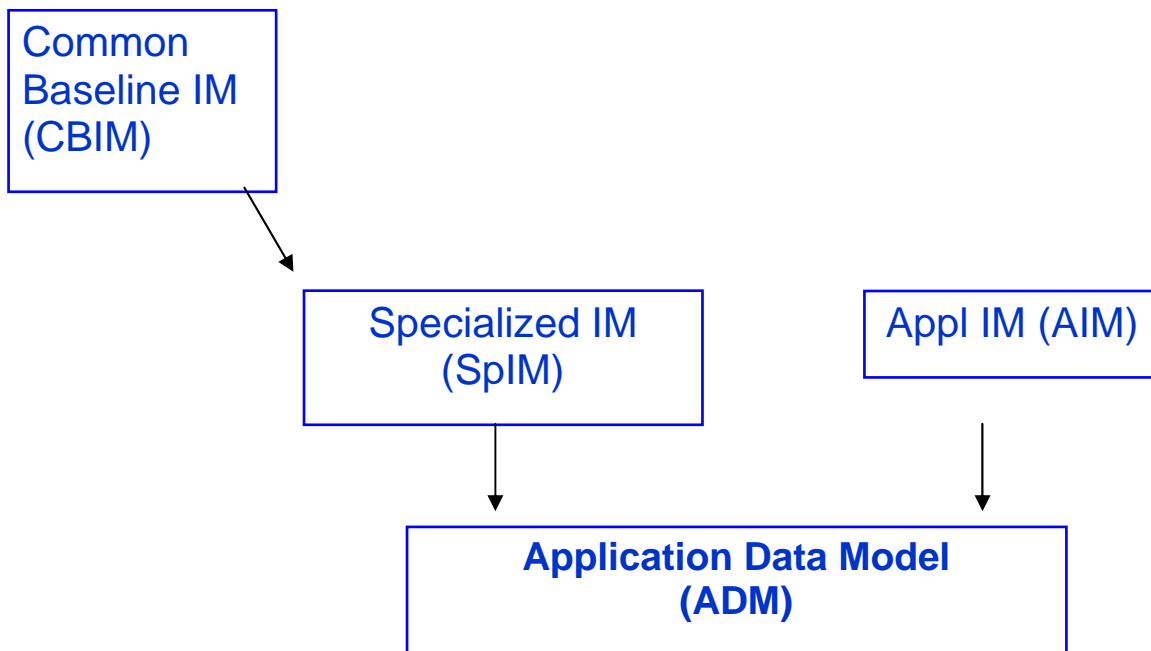 Common
Baseline IM
(CBIM)
Specialized IM
(SpIM)
Appl IM (AIM)
Application Data Model
(ADM)